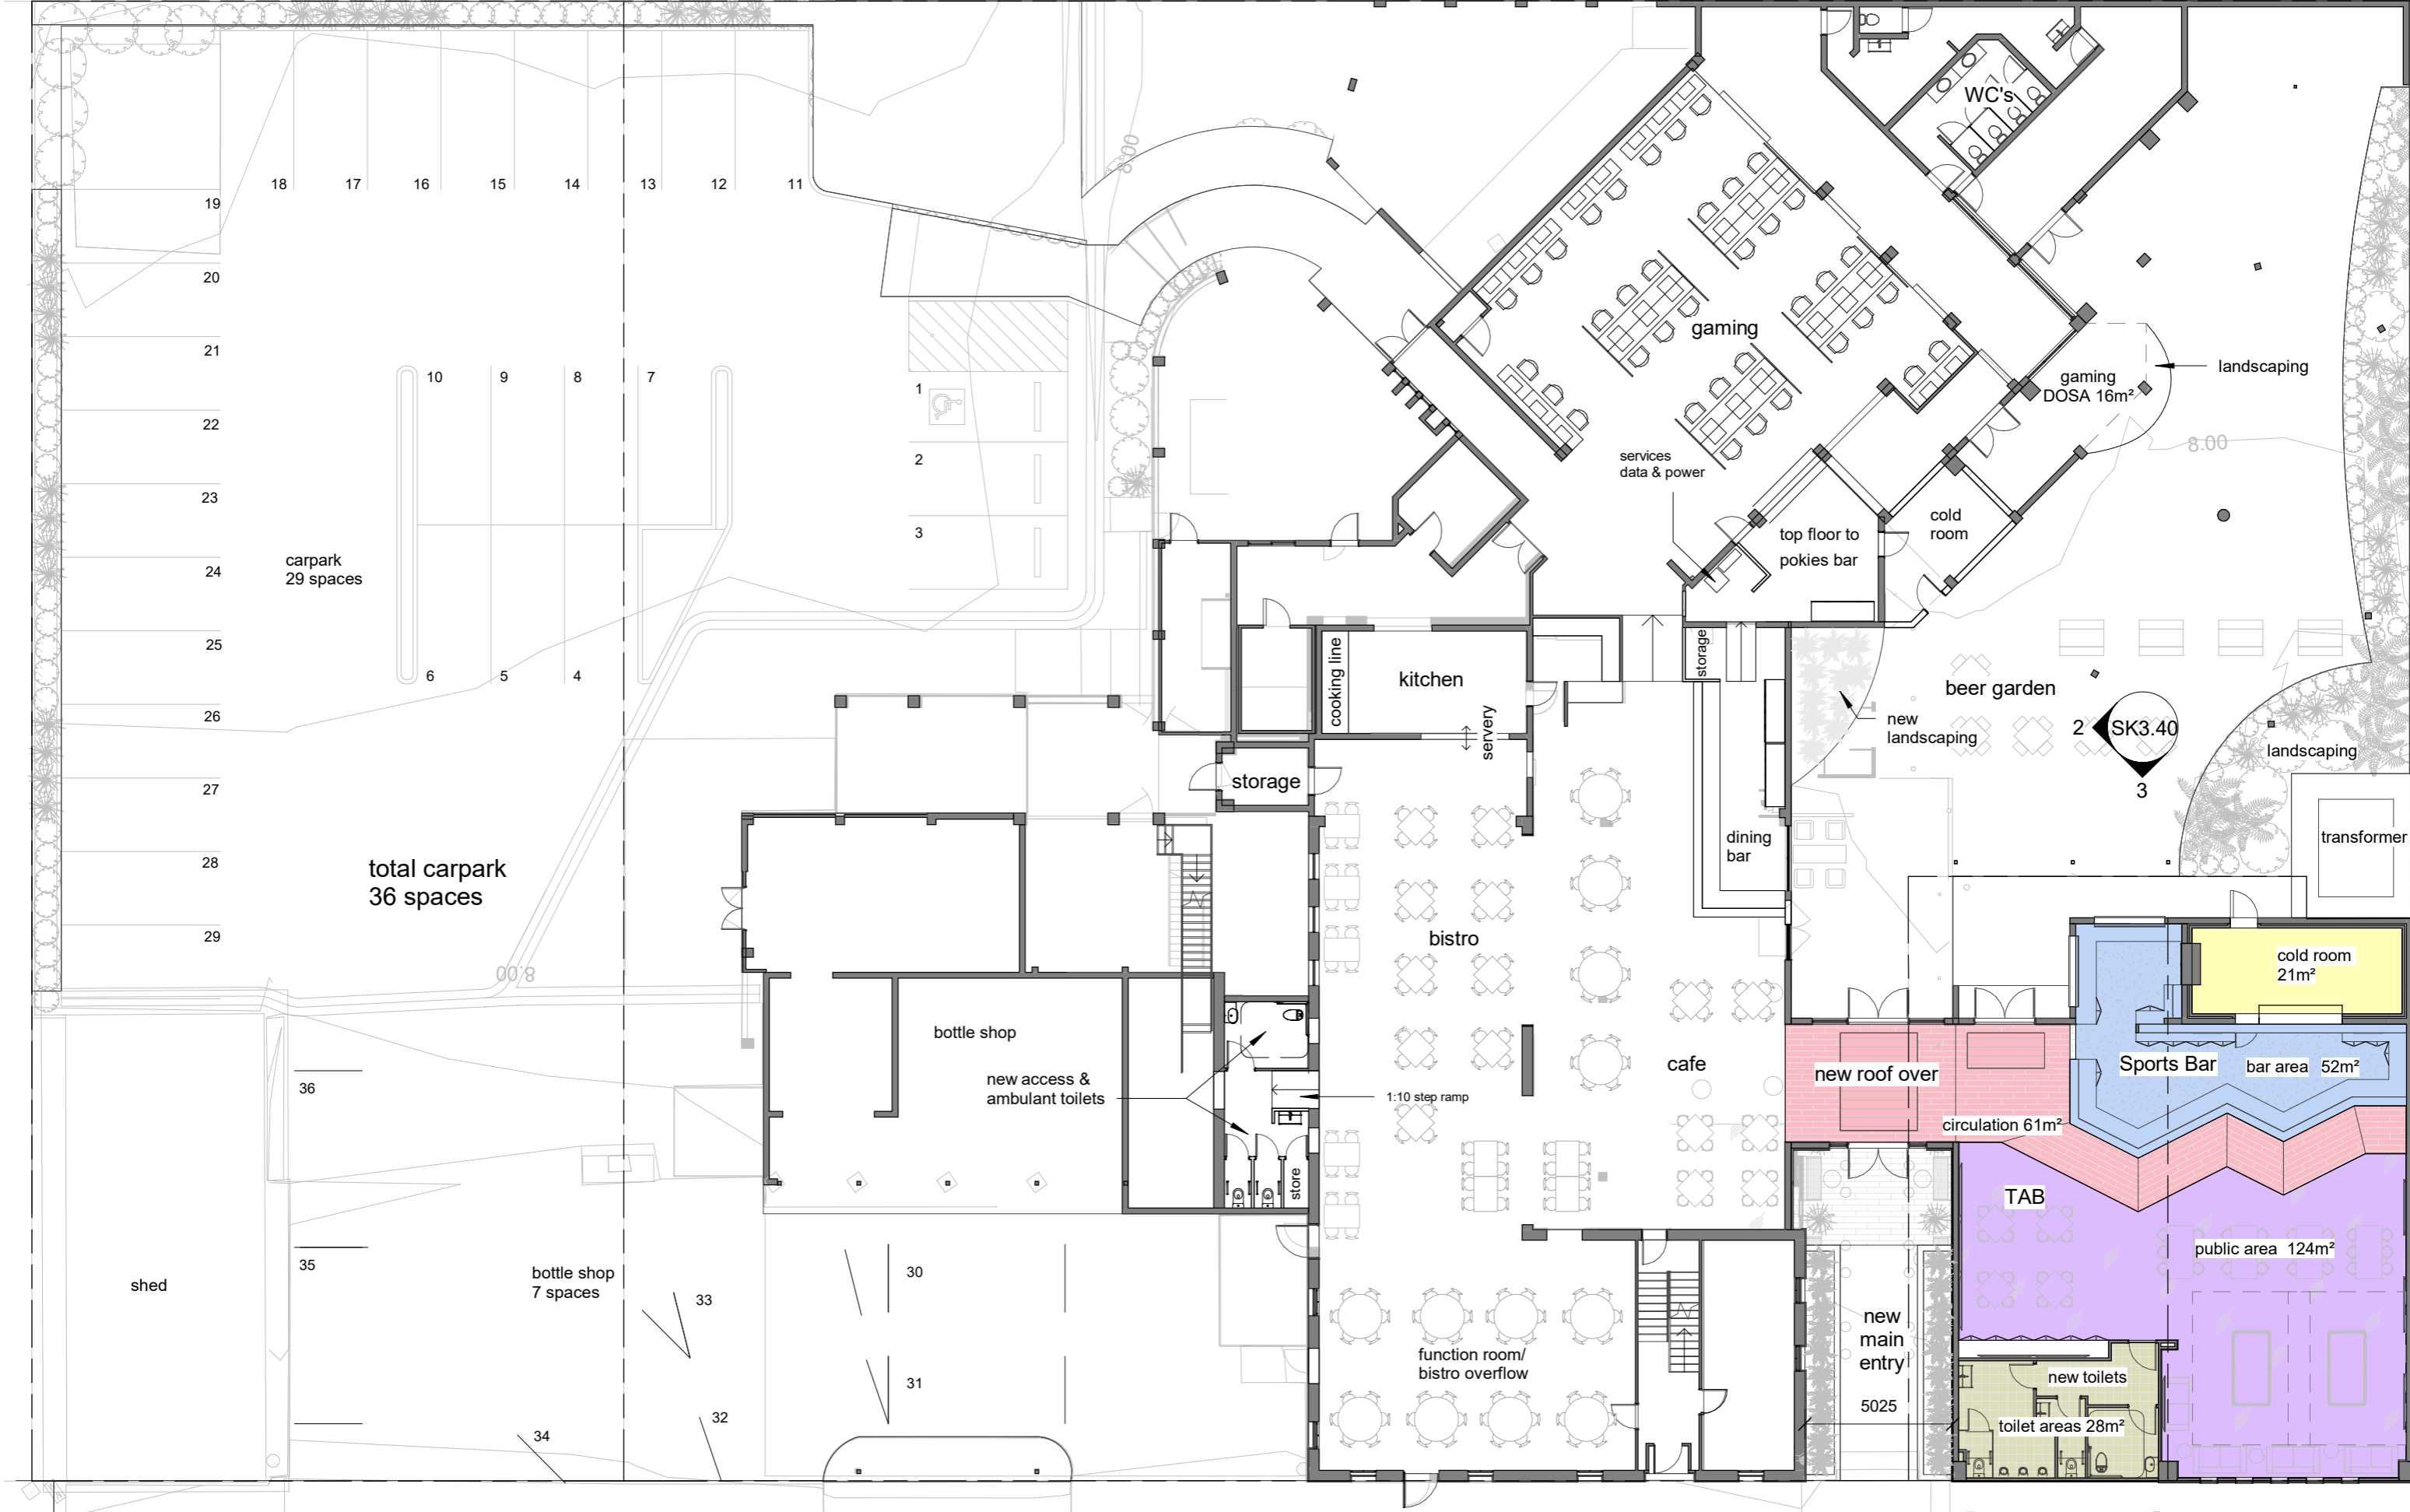 WC's
8.00
18
17
16
15
14
13
12
11
19
20
21
22
23
24
25
26
27
28
29
10
9
8
7
6
5
4
1
2
3
carpark
29 spaces
total carpark
36 spaces
8.00
gaming
gaming
DOSA 16m²
landscaping
8.00
services
data & power
top floor to
pokies bar
cold
room
cooking line
kitchen
servery
storage
storage
beer garden
new
landscaping
2
SK3.40
3
landscaping
transformer
dining
bar
bistro
cafe
bottle shop
new access &
ambulant toilets
1:10 step ramp
store
cold room
21m²
new roof over
Sports Bar
bar area 52m²
circulation 61m²
TAB
public area 124m²
36
35
shed
bottle shop
7 spaces
33
30
31
32
34
function room/
bistro overflow
new
main
entry
5025
new toilets
toilet areas 28m²